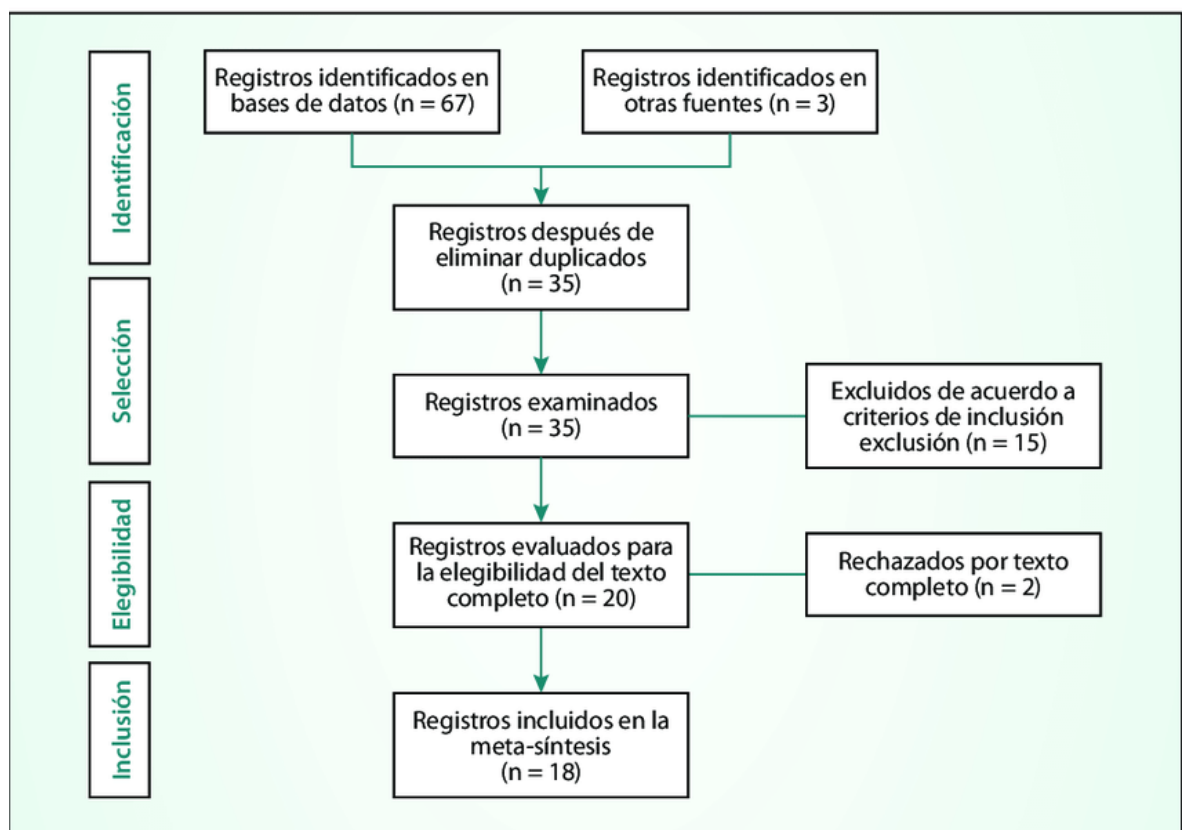 Identificación
Registros identificados en
bases de datos (n = 67)
Registros identificados en
otras fuentes (n = 3)
Registros después de
eliminar duplicados
(n = 35)
Selección
Registros examinados
(n = 35)
Excluidos de acuerdo a
criterios de inclusión
exclusión (n = 15)
Elegibilidad
Registros evaluados para
la elegibilidad del texto
completo (n = 20)
Rechazados por texto
completo (n = 2)
Inclusión
Registros incluidos en la
meta-síntesis
(n = 18)